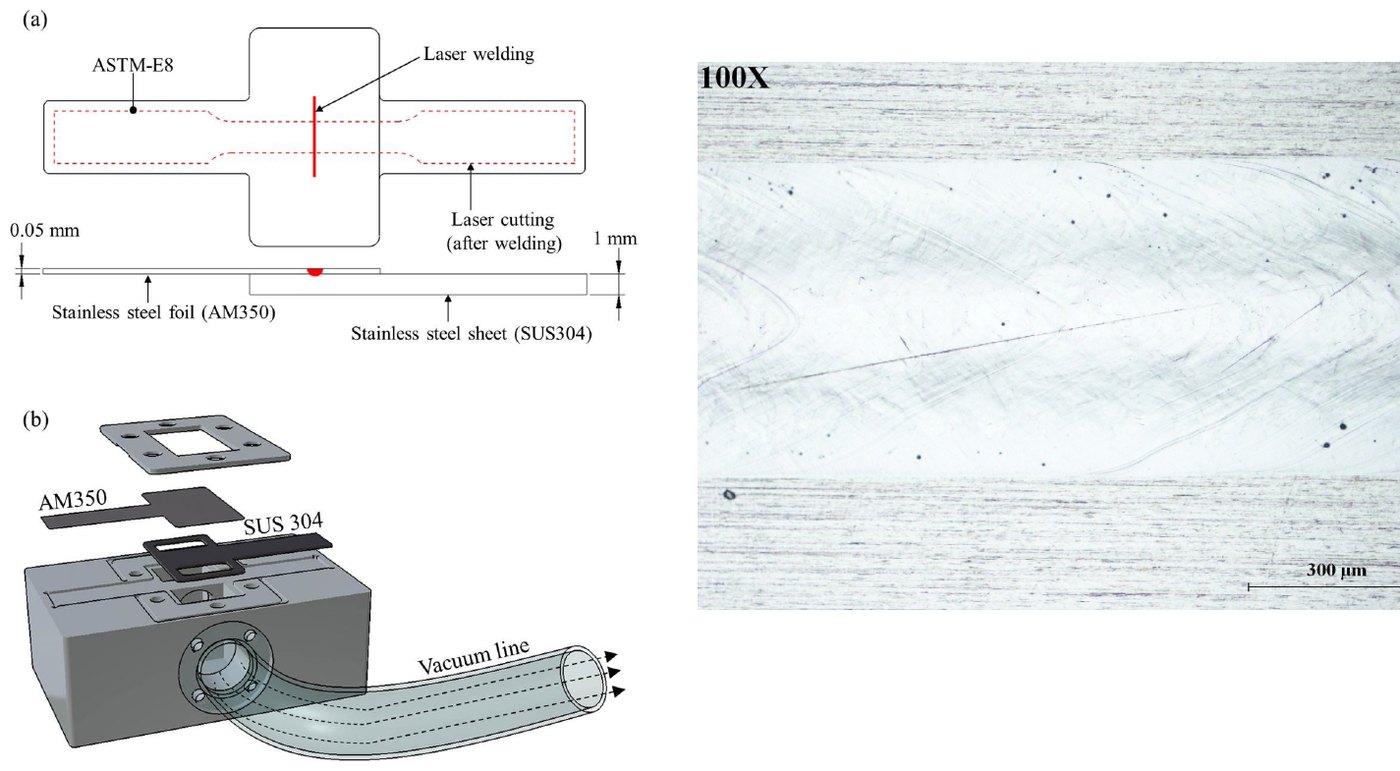 (a)
Laser welding
ASTM-E8
Laser cutting
(after welding)
0.05 mm
1 mm
Stainless steel foil (AM350)
Stainless steel sheet (SUS304)
(b)
AM350
SUS 304
Vacuum line
100X
300 µm